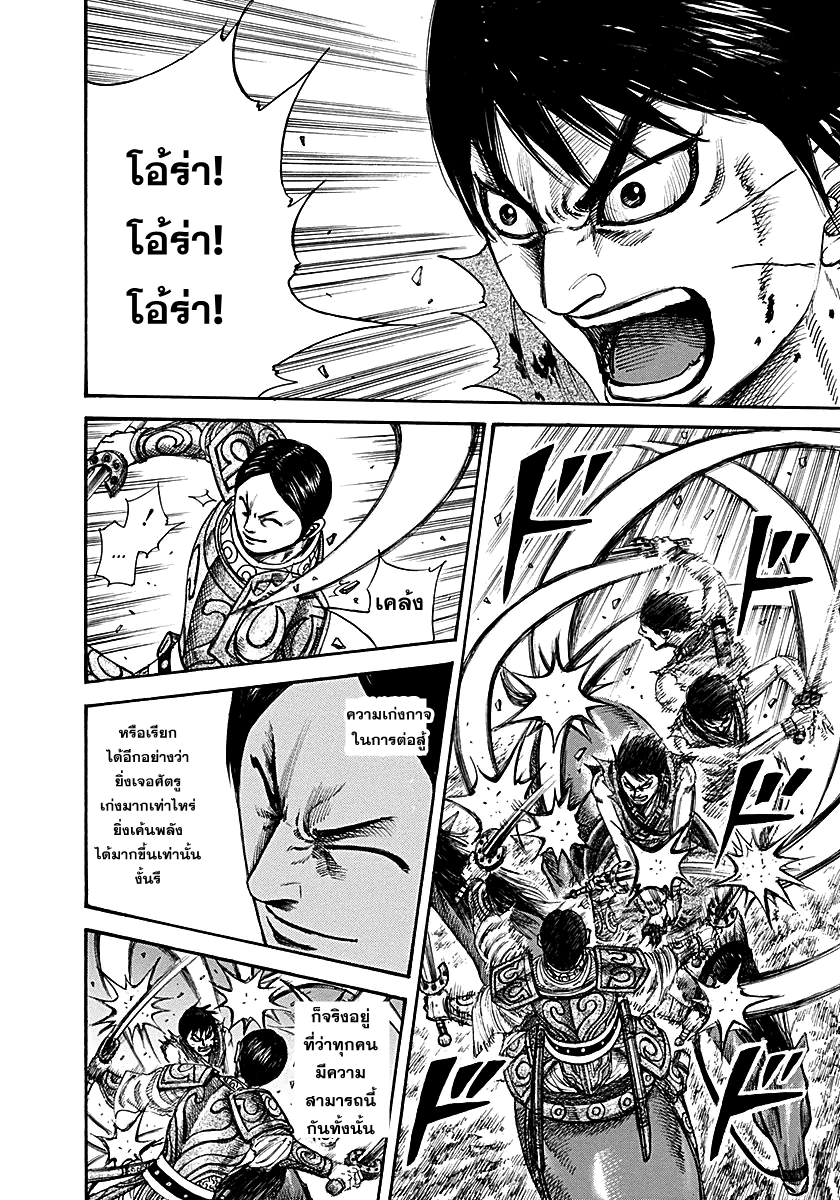 โอ้ร่า!
โอ้ร่า!
โอ้ร่า!
ド
ド
ド
ド
ド
!
...
เคล้ง
ความเก่งกาจ
ในการต่อสู้
หรือเรียก
ได้อีกอย่างว่า
ยิ่งเจอศัตรู
เก่งมากเท่าไหร่
ยิ่งเค้นพลัง
ได้มากขึ้นเท่านั้น
งั้นรึ
ก็จริงอยู่
ที่ว่าทุกคน
มีความ
สามารถนี้
กันทั้งนั้น